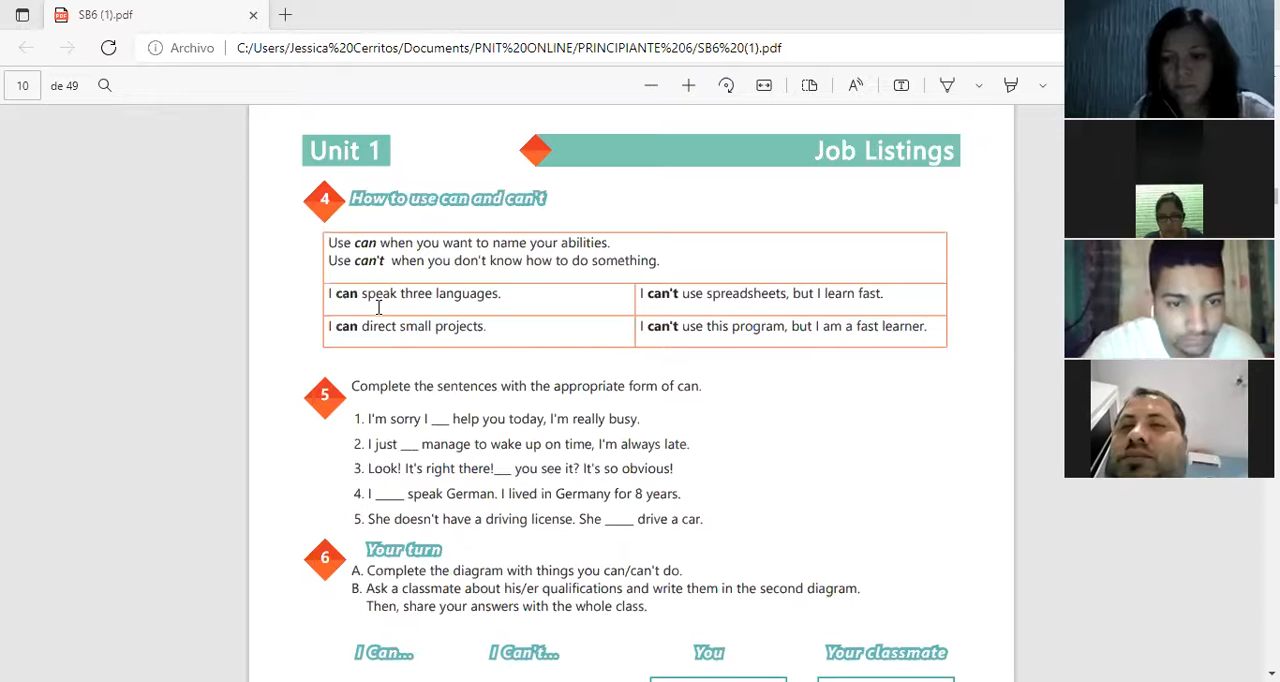 SB6 (1).pdf
Archivo
C:/Users/Jessica%20Cerritos/Documents/PNIT%20ONLINE/PRINCIPIANTE%206/SB6%20(1).pdf
10 de 49
Unit 1
Job Listings
4 How to use can and can't
Use can when you want to name your abilities.
Use can't when you don't know how to do something.
I can speak three languages.
I can't use spreadsheets, but I learn fast.
I can direct small projects.
I can't use this program, but I am a fast learner.
5 Complete the sentences with the appropriate form of can.
1. I'm sorry I ___ help you today, I'm really busy.
2. I just ___ manage to wake up on time, I'm always late.
3. Look! It's right there!___ you see it? It's so obvious!
4. I _____ speak German. I lived in Germany for 8 years.
5. She doesn't have a driving license. She _____ drive a car.
6 Your turn
A. Complete the diagram with things you can/can't do.
B. Ask a classmate about his/er qualifications and write them in the second diagram.
Then, share your answers with the whole class.
I Can...
I Can't...
You
Your classmate